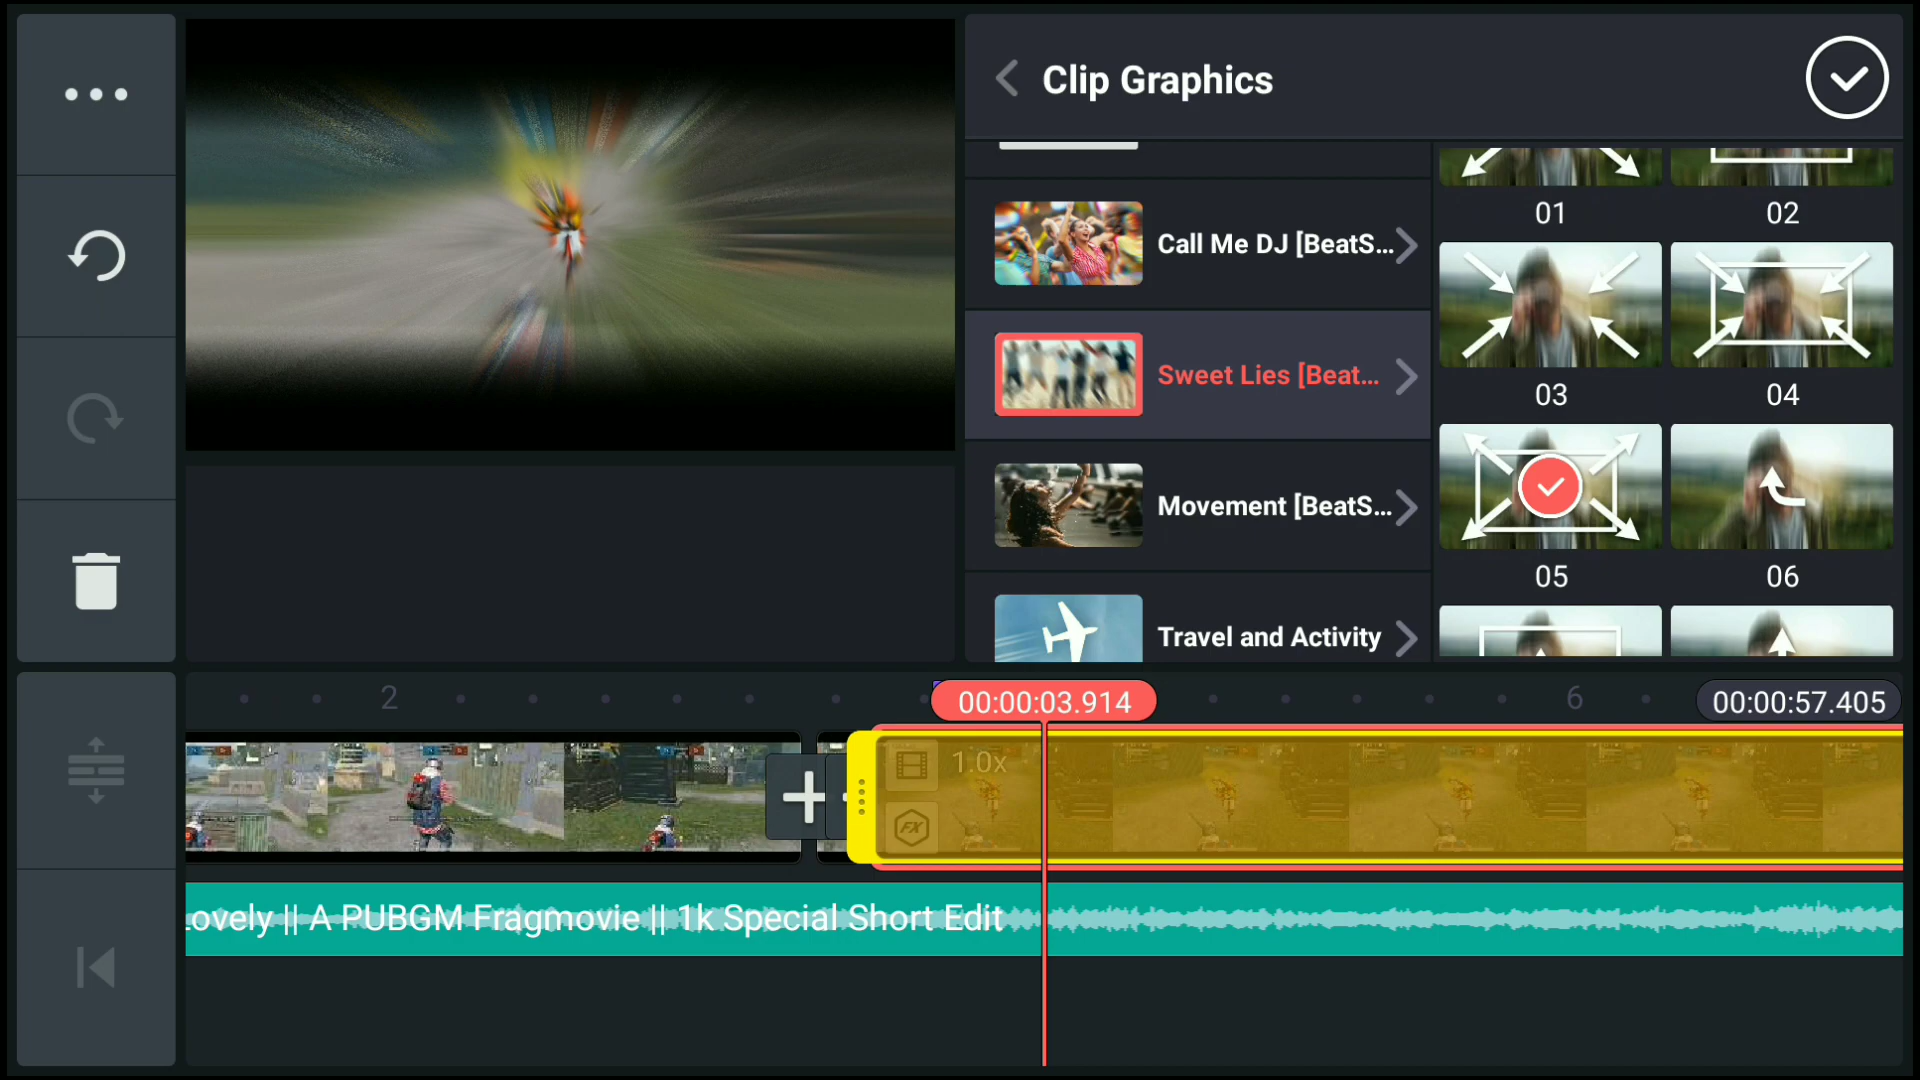 Clip Graphics
Call Me DJ [BeatS...
Sweet Lies [Beat...
Movement [BeatS...
Travel and Activity
01
02
03
04
05
06
2
00:00:03.914
6
00:00:57.405
1.0x
FX
Lovely || A PUBGM Fragmovie || 1k Special Short Edit